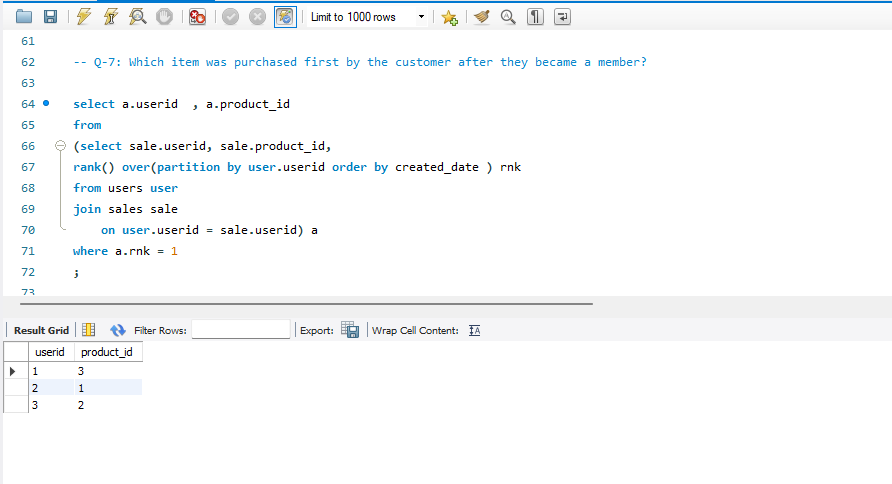 Limit to 1000 rows
61
62 -- Q-7: Which item was purchased first by the customer after they became a member?
63
64 select a.userid , a.product_id
65 from
66 (select sale.userid, sale.product_id,
67 rank() over(partition by user.userid order by created_date ) rnk
68 from users user
69 join sales sale
70 on user.userid = sale.userid) a
71 where a.rnk = 1
72 ;
73
Result Grid Filter Rows: Export: Wrap Cell Content: IA
userid product_id
1 3
2 1
3 2